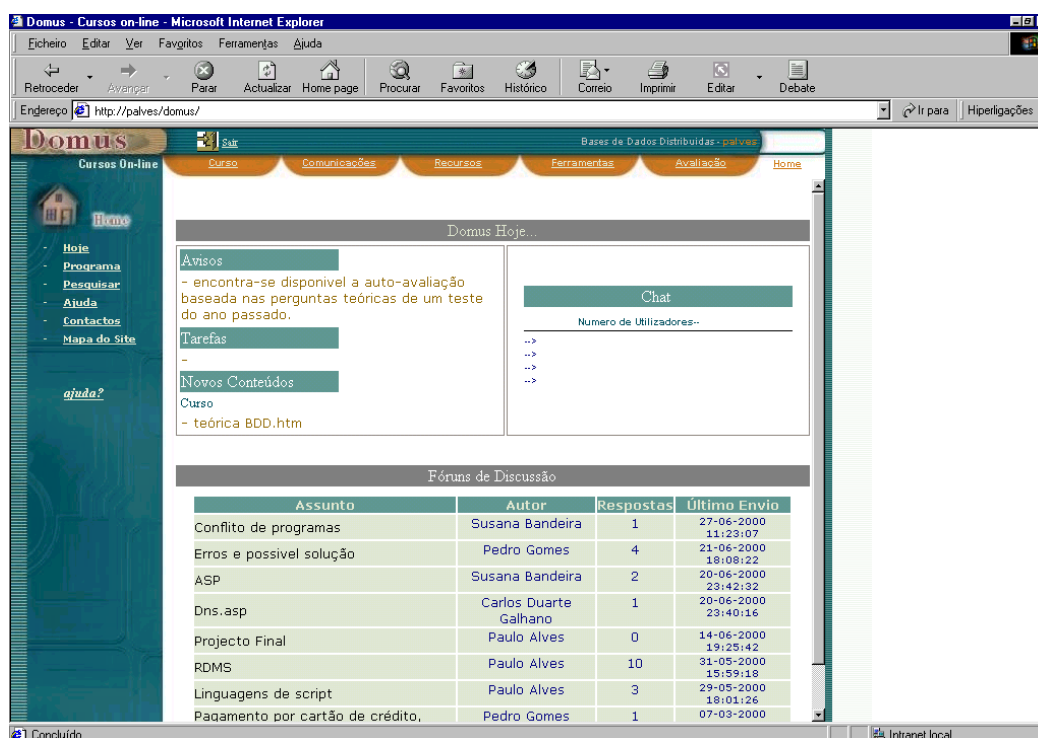 Domus - Cursos on-line - Microsoft Internet Explorer
Ficheiro Editar Ver Favoritos Ferramentas Ajuda
Retroceder Avançar Parar Actualizar Home page Procurar Favoritos Histórico Correio Imprimir Editar Debate
Endereço http://palves/domus/ Ir para Hiperligações
Domus
Sair
Bases de Dados Distribuidas - palves
Cursos On-line
Curso Comunicações Recursos Ferramentas Avaliação Home
Home
- Hoje
- Programa
- Pesquisar
- Ajuda
- Contactos
- Mapa do Site
ajuda?
Domus Hoje...
Avisos
- encontra-se disponivel a auto-avaliação
baseada nas perguntas teóricas de um teste
do ano passado.
Tarefas
-
Novos Conteúdos
Curso
- teórica BDD.htm
Chat
Numero de Utilizadores--
-->
-->
-->
-->
Fóruns de Discussão
Assunto Autor Respostas Último Envio
Conflito de programas Susana Bandeira 1 27-06-2000
11:23:07
Erros e possivel solução Pedro Gomes 4 21-06-2000
18:08:22
ASP Susana Bandeira 2 20-06-2000
23:42:32
Dns.asp Carlos Duarte 1 20-06-2000
Galhano 23:40:16
Projecto Final Paulo Alves 0 14-06-2000
19:25:42
RDMS Paulo Alves 10 31-05-2000
15:59:18
Linguagens de script Paulo Alves 3 29-05-2000
18:01:26
Pagamento por cartão de crédito, Pedro Gomes 1 07-03-2000
Concluído Intranet local